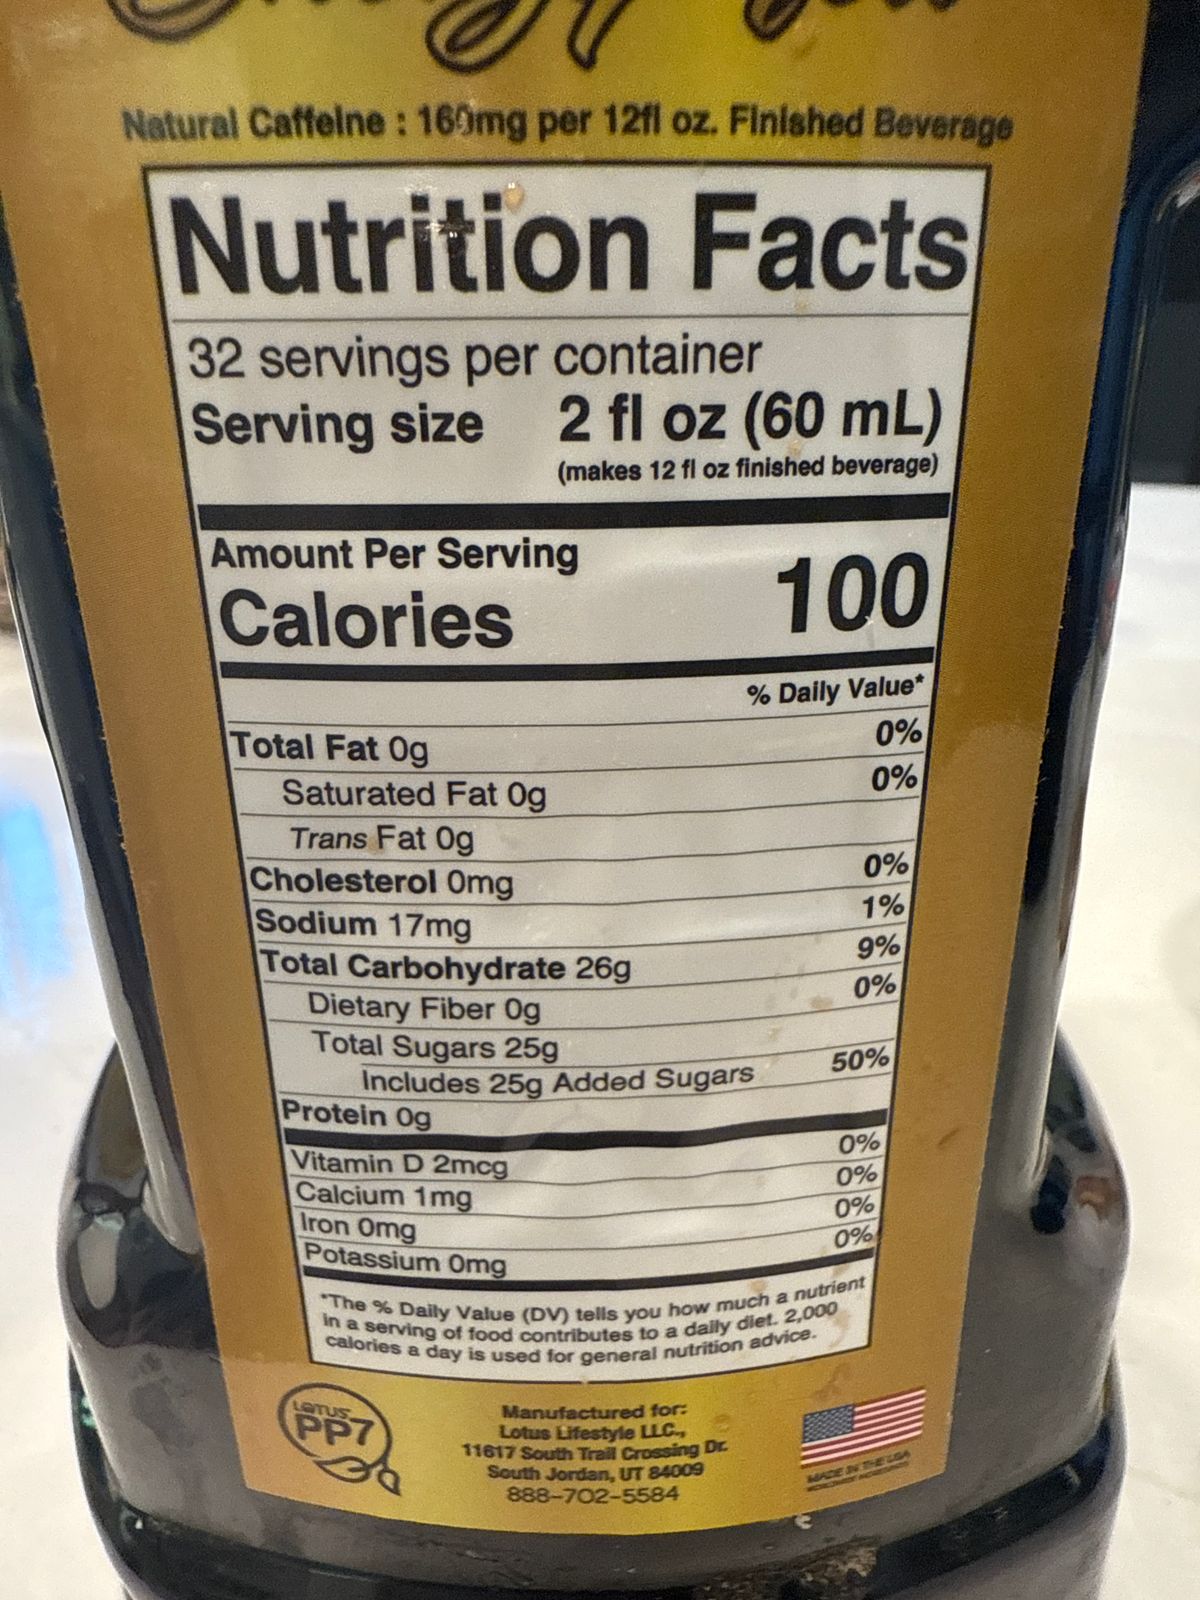 Natural Caffeine : 160mg per 12fl oz. Finished Beverage
Nutrition Facts
32 servings per container
Serving size 2 fl oz (60 mL)
(makes 12 fl oz finished beverage)
Amount Per Serving
Calories 100
% Daily Value*
Total Fat 0g 0%
Saturated Fat 0g 0%
Trans Fat 0g
Cholesterol 0mg 0%
Sodium 17mg 1%
Total Carbohydrate 26g 9%
Dietary Fiber 0g 0%
Total Sugars 25g
Includes 25g Added Sugars 50%
Protein 0g
Vitamin D 2mcg 0%
Calcium 1mg 0%
Iron 0mg 0%
Potassium 0mg 0%
*The % Daily Value (DV) tells you how much a nutrient
in a serving of food contributes to a daily diet. 2,000
calories a day is used for general nutrition advice.
LOTUS
PP7
Manufactured for:
Lotus Lifestyle LLC.,
11617 South Trail Crossing Dr.
South Jordan, UT 84009
888-702-5584
MADE IN THE USA